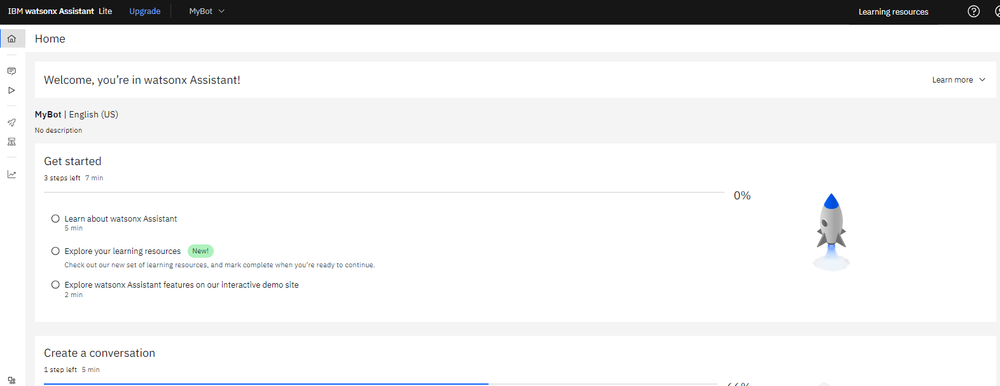 IBM watsonx Assistant Lite Upgrade MyBot Learning resources
Home
Welcome, you’re in watsonx Assistant! Learn more
MyBot | English (US)
No description
Get started
3 steps left 7 min
0%
Learn about watsonx Assistant
5 min
Explore your learning resources New!
Check out our new set of learning resources, and mark complete when you’re ready to continue.
Explore watsonx Assistant features on our interactive demo site
2 min
Create a conversation
1 step left 5 min